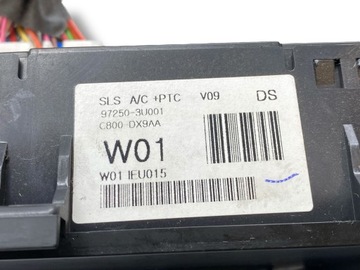 SLS A/C +PTC V09 DS
97250-3U001
C800-DX9AA
W01
W01 IEU015